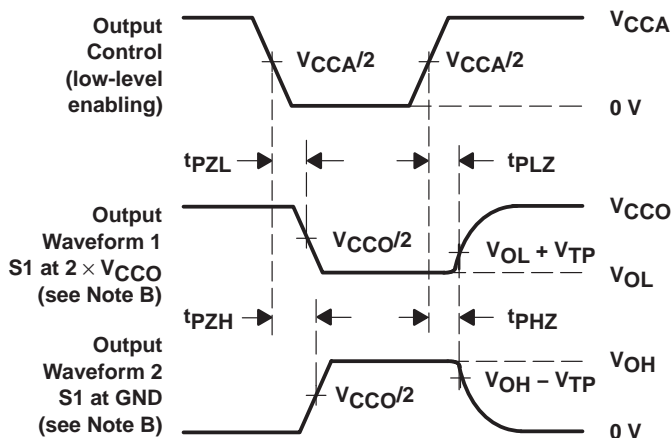 Output
Control
(low-level
enabling)
VCCA/2
VCCA/2
VCCA
0 V
tPZL
tPLZ
Output
Waveform 1
S1 at 2 × VCCO
(see Note B)
VCCO/2
VCCO
VOL + VTP
VOL
tPZH
tPHZ
Output
Waveform 2
S1 at GND
(see Note B)
VCCO/2
VOH
VOH − VTP
0 V